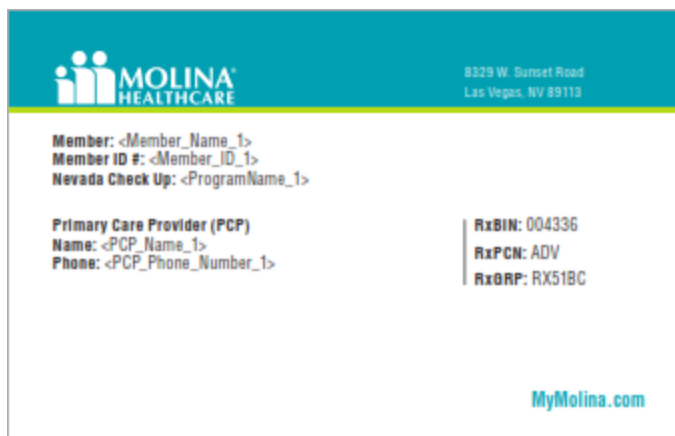 MOLINA®
HEALTHCARE
8329 W. Sunset Road
Las Vegas, NV 89113
Member: <Member_Name_1>
Member ID #: <Member_ID_1>
Nevada Check Up: <ProgramName_1>
Primary Care Provider (PCP)
Name: <PCP_Name_1>
Phone: <PCP_Phone_Number_1>
RxBIN: 004336
RxPCN: ADV
RxGRP: RX51BC
MyMolina.com